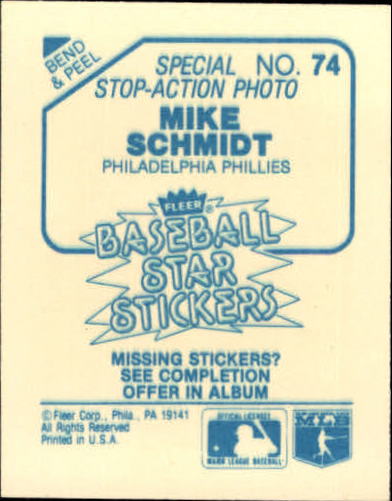 BEND
& PEEL
SPECIAL NO. 74
STOP-ACTION PHOTO
MIKE
SCHMIDT
PHILADELPHIA PHILLIES
FLEER®
BASEBALL
STAR
STICKERS
MISSING STICKERS?
SEE COMPLETION
OFFER IN ALBUM
© Fleer Corp., Phila., PA 19141
All Rights Reserved
Printed in U.S.A.
OFFICIAL LICENSEE
MAJOR LEAGUE BASEBALL
MLB